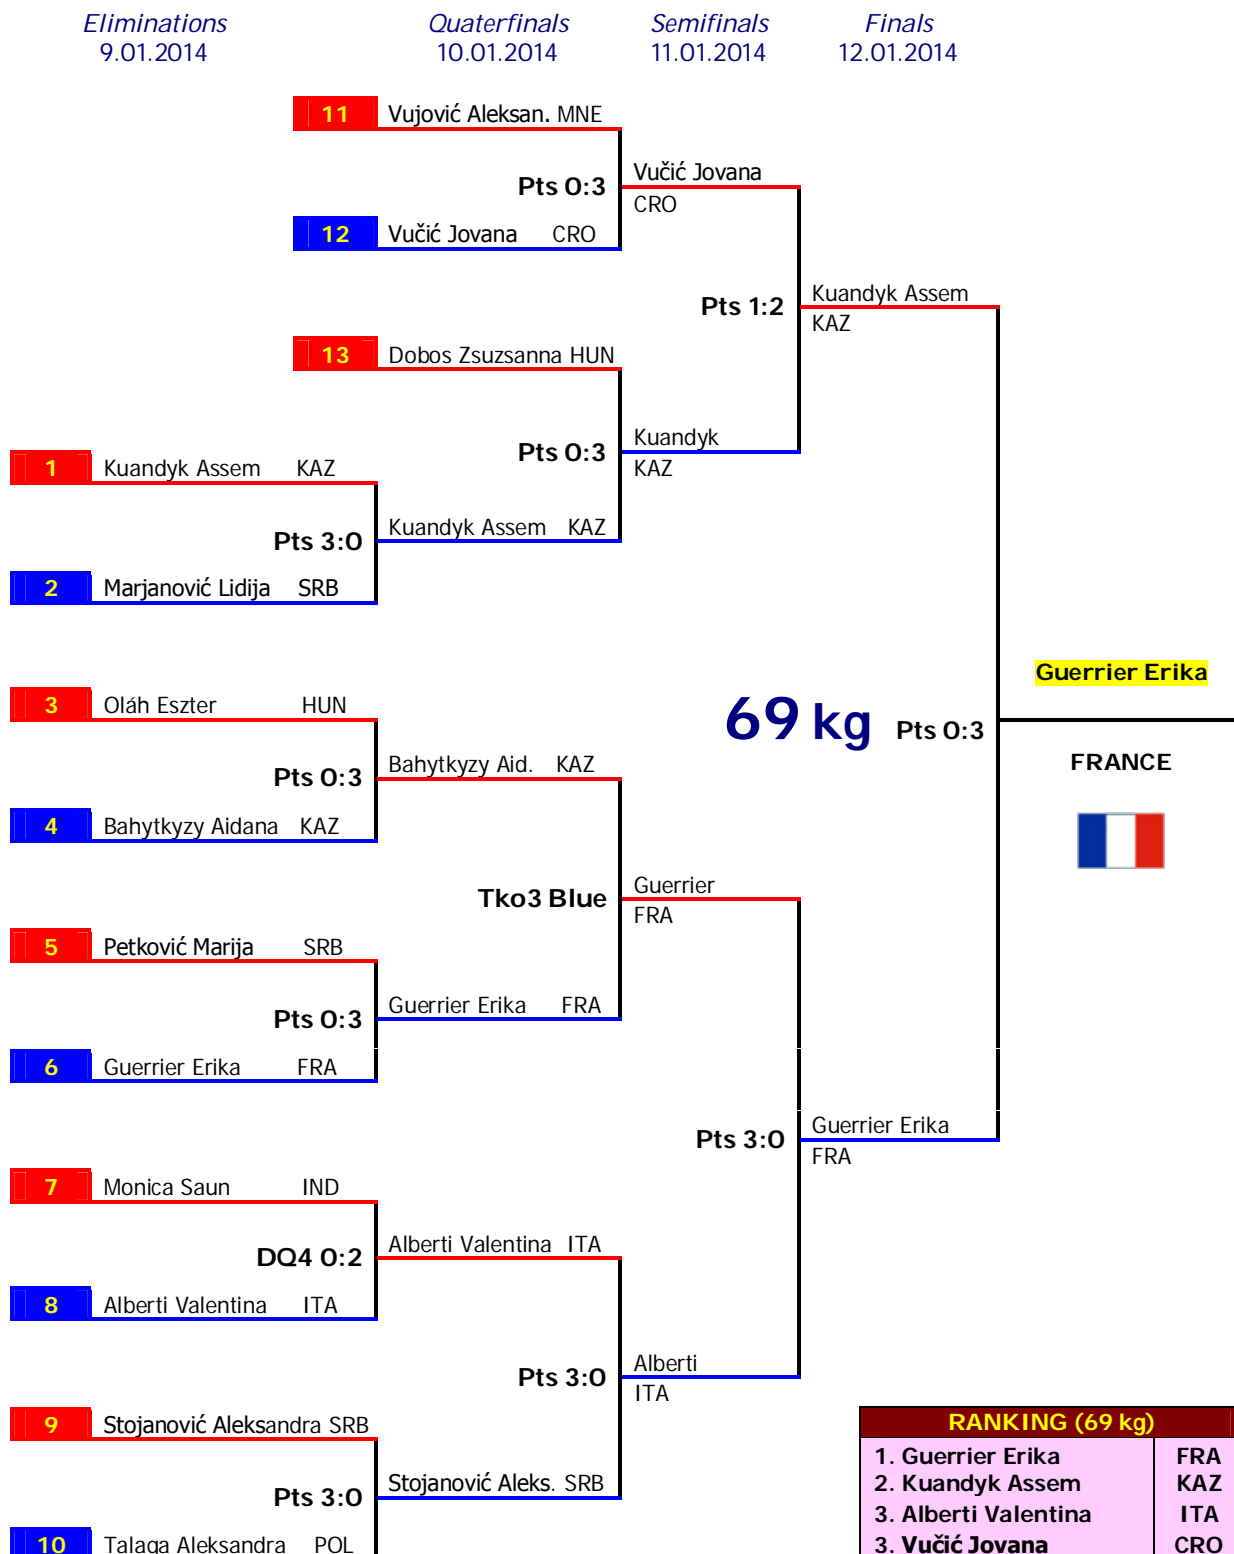 Eliminations Quaterfinals Semifinals Finals
9.01.2014 10.01.2014 11.01.2014 12.01.2014
11 Vujović Aleksan. MNE
Pts 0:3 Vučić Jovana
CRO
12 Vučić Jovana CRO
Pts 1:2 Kuandyk Assem
KAZ
13 Dobos Zsuzsanna HUN
Pts 0:3 Kuandyk
KAZ
1 Kuandyk Assem KAZ
Pts 3:0 Kuandyk Assem KAZ
2 Marjanović Lidija SRB
Guerrier Erika
3 Oláh Eszter HUN
69 kg Pts 0:3
FRANCE
Pts 0:3 Bahytkyzy Aid. KAZ
4 Bahytkyzy Aidana KAZ
Tko3 Blue Guerrier
FRA
5 Petković Marija SRB
Pts 0:3 Guerrier Erika FRA
6 Guerrier Erika FRA
Pts 3:0 Guerrier Erika
FRA
7 Monica Saun IND
DQ4 0:2 Alberti Valentina ITA
8 Alberti Valentina ITA
Pts 3:0 Alberti
ITA
9 Stojanović Aleksandra SRB
Pts 3:0 Stojanović Aleks. SRB
10 Talaga Aleksandra POL
RANKING (69 kg)
1. Guerrier Erika FRA
2. Kuandyk Assem KAZ
3. Alberti Valentina ITA
3. Vučić Jovana CRO